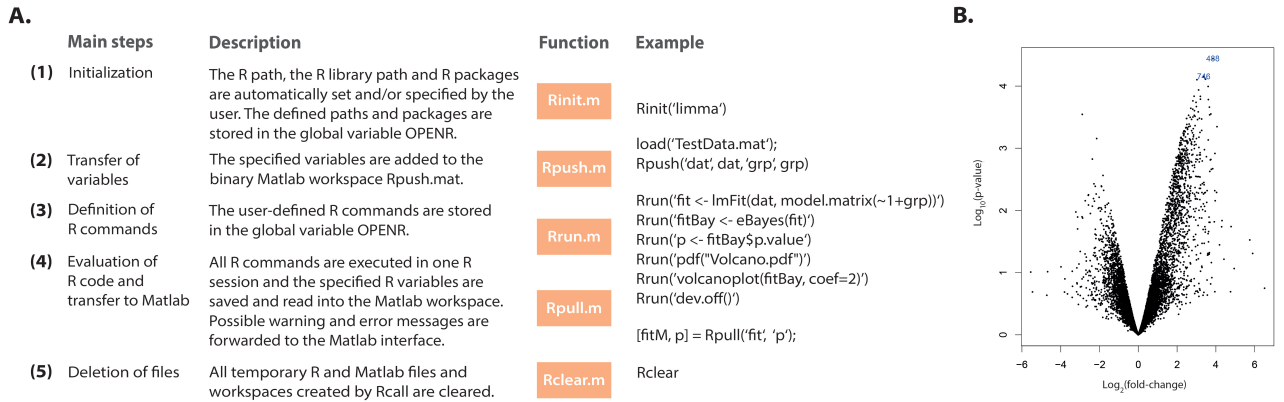 A.
Main steps Description Function Example
(1) Initialization
The R path, the R library path and R packages
are automatically set and/or specified by the
user. The defined paths and packages are
stored in the global variable OPENR.
Rinit.m
Rinit(‘limma‘)
(2) Transfer of
variables
The specified variables are added to the
binary Matlab workspace Rpush.mat.
Rpush.m
load(‘TestData.mat‘);
Rpush(‘dat‘, dat, ‘grp‘, grp)
(3) Definition of
R commands
The user-defined R commands are stored
in the global variable OPENR.
Rrun.m
Rrun(‘fit <- lmFit(dat, model.matrix(~1+grp))’)
Rrun(‘fitBay <- eBayes(fit)‘)
Rrun(‘p <- fitBay$p.value‘)
Rrun(‘pdf("Volcano.pdf")’)
Rrun(‘volcanoplot(fitBay, coef=2)’)
Rrun(‘dev.off()‘)
(4) Evaluation of
R code and
transfer to Matlab
All R commands are executed in one R
session and the specified R variables are
saved and read into the Matlab workspace.
Possible warning and error messages are
forwarded to the Matlab interface.
Rpull.m
[fitM, p] = Rpull(‘fit‘, ‘p‘);
(5) Deletion of files
All temporary R and Matlab files and
workspaces created by Rcall are cleared.
Rclear.m
Rclear
B.
488
746
Log10(p-value)
4
3
2
1
0
−6 −4 −2 0 2 4 6
Log2(fold-change)